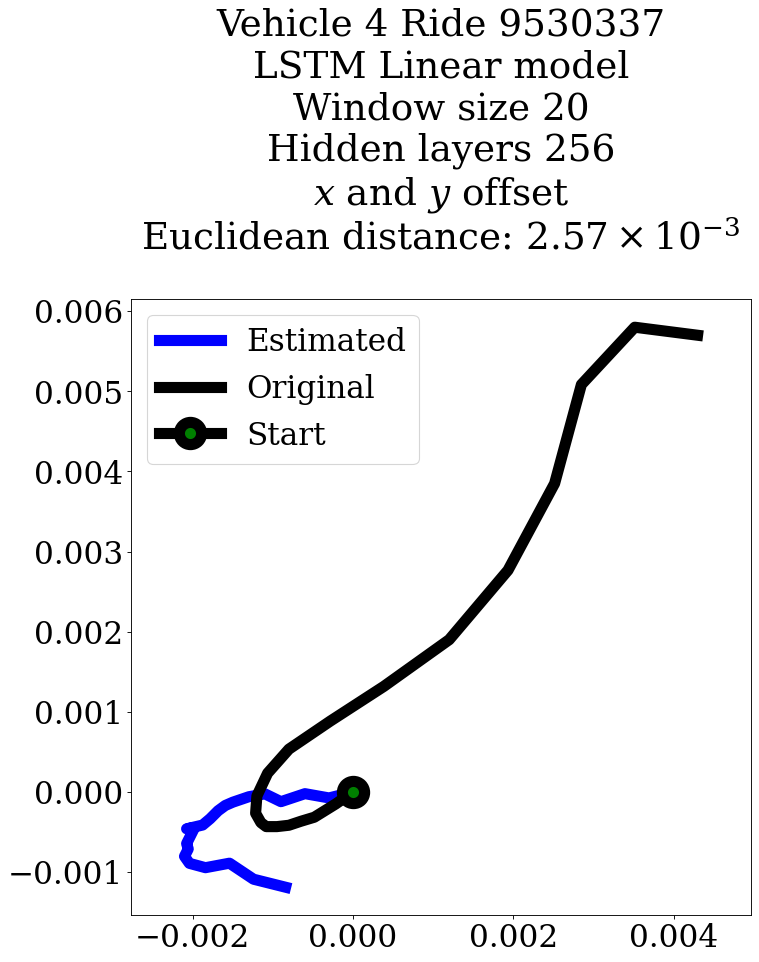 Vehicle 4 Ride 9530337
LSTM Linear model
Window size 20
Hidden layers 256
x and y offset
Euclidean distance: 2.57 × 10⁻³
0.006
0.005
0.004
0.003
0.002
0.001
0.000
−0.001
Estimated
Original
Start
−0.002 0.000 0.002 0.004